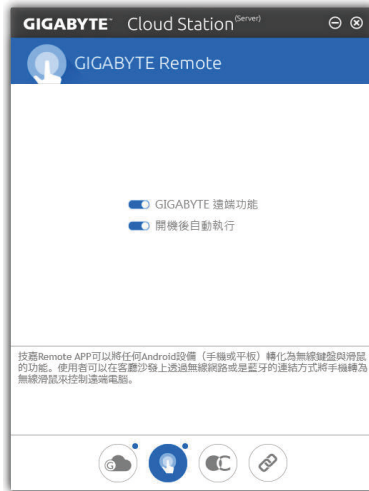 GIGABYTE™ Cloud Station (Server)
GIGABYTE Remote
GIGABYTE 遠端功能
開機後自動執行
技嘉Remote APP可以將任何Android設備（手機或平板）轉化為無線鍵盤與滑鼠
的功能。使用者可以在客廳沙發上透過無線網路或是藍牙的連結方式將手機轉為
無線滑鼠來控制遠端電腦。
G